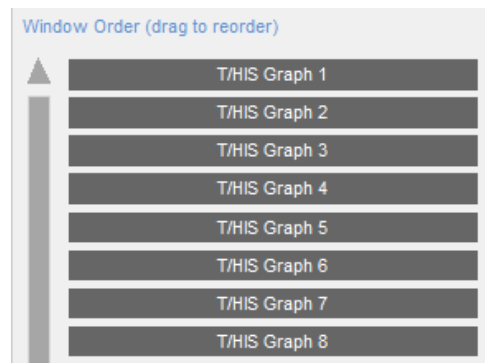 Window Order (drag to reorder)
T/HIS Graph 1
T/HIS Graph 2
T/HIS Graph 3
T/HIS Graph 4
T/HIS Graph 5
T/HIS Graph 6
T/HIS Graph 7
T/HIS Graph 8